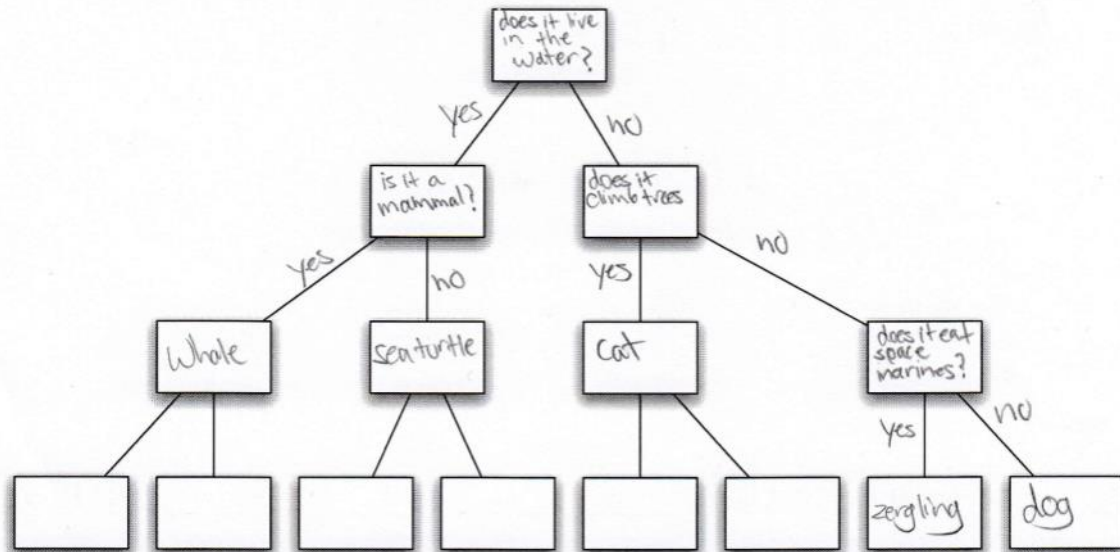 does it live
in the
water?
yes
no
is it a
mammal?
does it
climb trees
yes
no
yes
no
Whale
sea turtle
cat
does it eat
space
marines?
yes
no
zergling
dog